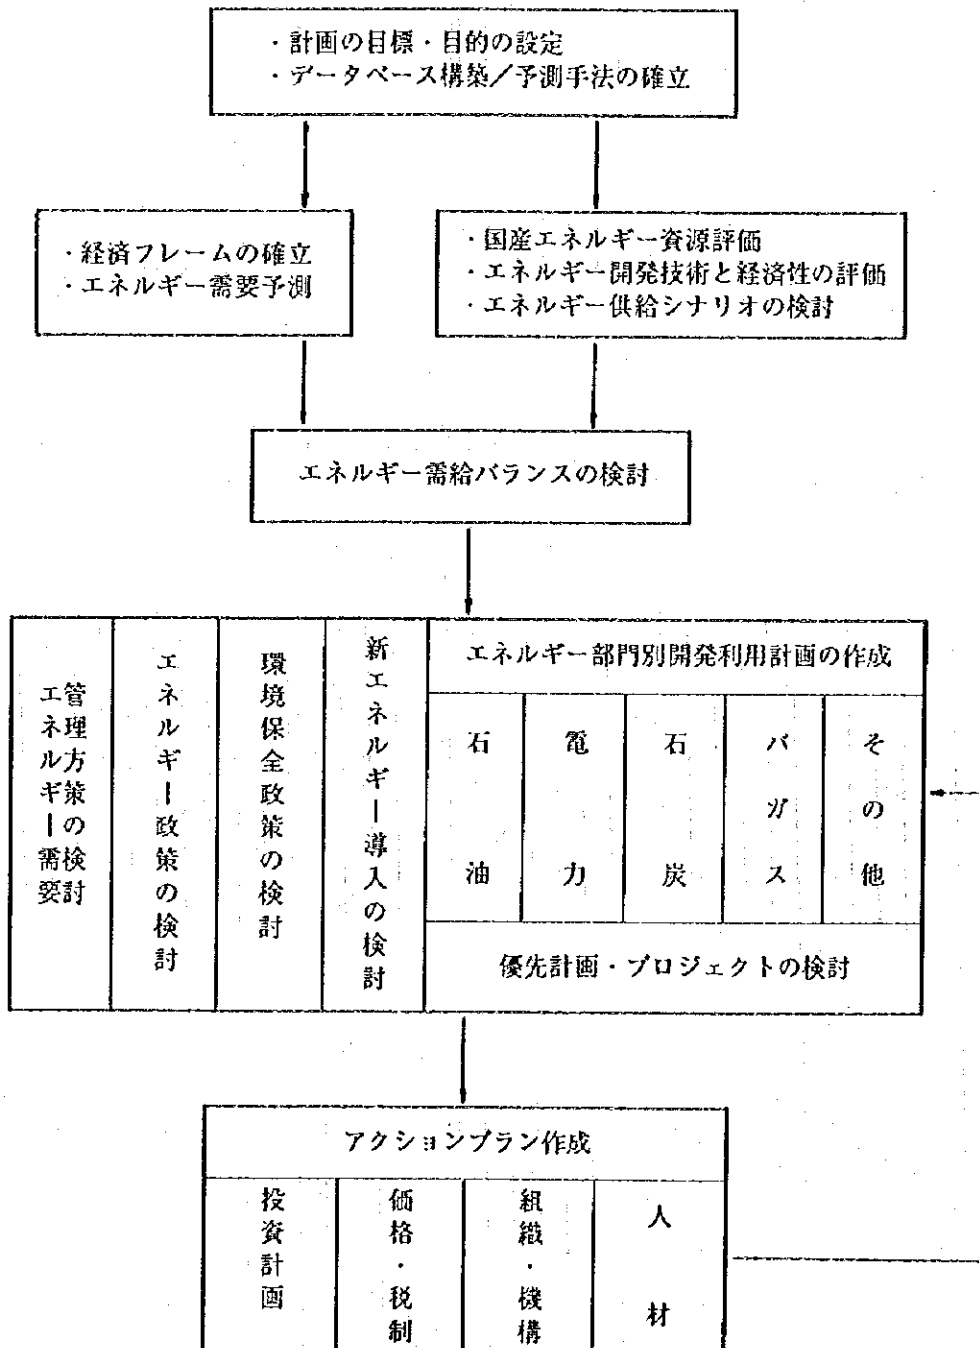 ・計画の目標・目的の設定
・データベース構築／予測手法の確立
・経済フレームの確立
・エネルギー需要予測
・国産エネルギー資源評価
・エネルギー開発技術と経済性の評価
・エネルギー供給シナリオの検討
エネルギー需給バランスの検討
エネルギー需要
管理方策の検討
エネルギー政策の検討
環境保全政策の検討
新エネルギー導入の検討
エネルギー部門別開発利用計画の作成
石油
電力
石炭
バガス
その他
優先計画・プロジェクトの検討
アクションプラン作成
投資計画
価格・税制
組織・機構
人材